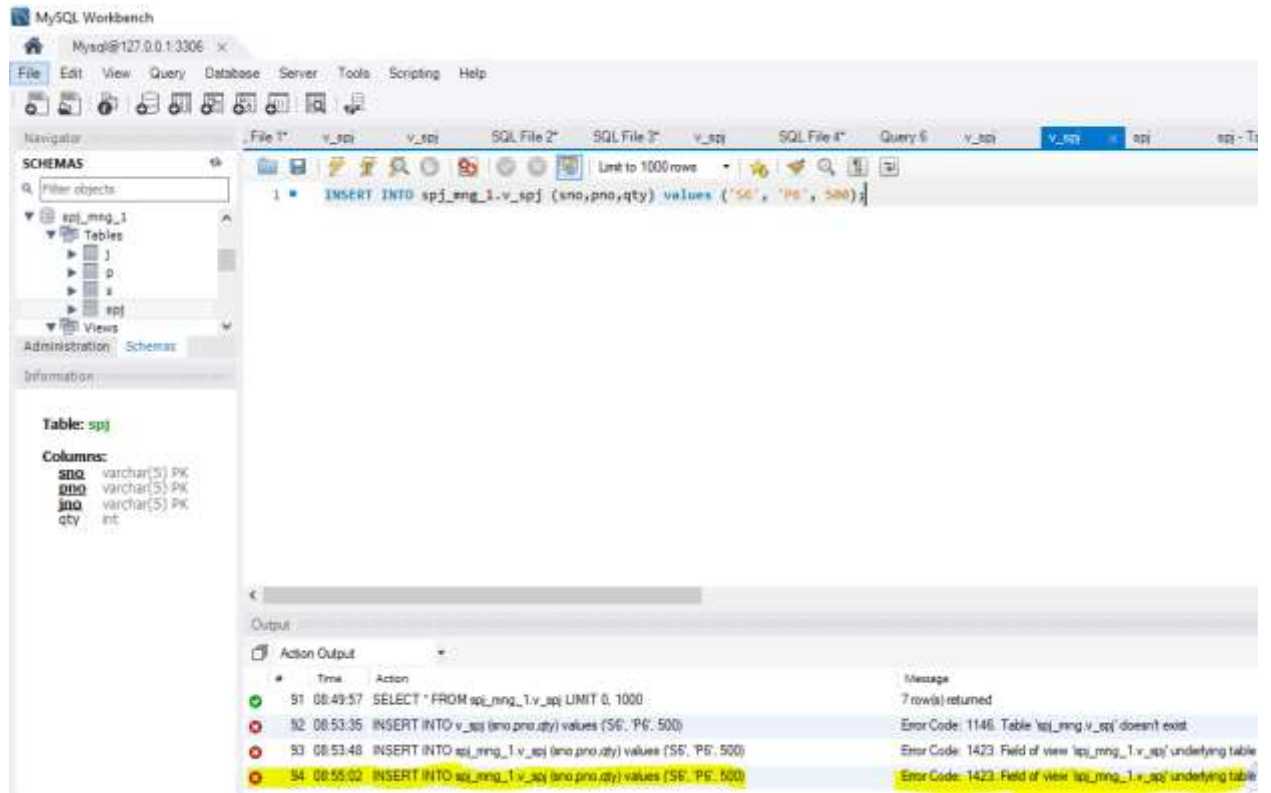 MySQL Workbench
Mysql@127.0.0.1:3306 ×
File Edit View Query Database Server Tools Scripting Help
Navigator
File 1* v_spj v_spj SQL File 2* SQL File 3* v_spj SQL File 4* Query 6 v_spj v_spj × spj spj - Ta
SCHEMAS
Limit to 1000 rows
Filter objects
1 INSERT INTO spj_mng_1.v_spj (sno,pno,qty) values ('S6', 'P6', 500);
spj_mng_1
Tables
j
p
s
spj
Views
Administration Schemas
Information
Table: spj
Columns:
sno varchar(5) PK
pno varchar(5) PK
jno varchar(5) PK
qty int
Output
Action Output
# Time Action Message
91 08:49:57 SELECT * FROM spj_mng_1.v_spj LIMIT 0, 1000 7 row(s) returned
92 08:53:35 INSERT INTO v_spj (sno,pno,qty) values ('S6', 'P6', 500) Error Code: 1146. Table 'spj_mng.v_spj' doesn't exist
93 08:53:48 INSERT INTO spj_mng_1.v_spj (sno,pno,qty) values ('S6', 'P6', 500) Error Code: 1423. Field of view 'spj_mng_1.v_spj' underlying table
94 08:55:02 INSERT INTO spj_mng_1.v_spj (sno,pno,qty) values ('S6', 'P6', 500) Error Code: 1423. Field of view 'spj_mng_1.v_spj' underlying table